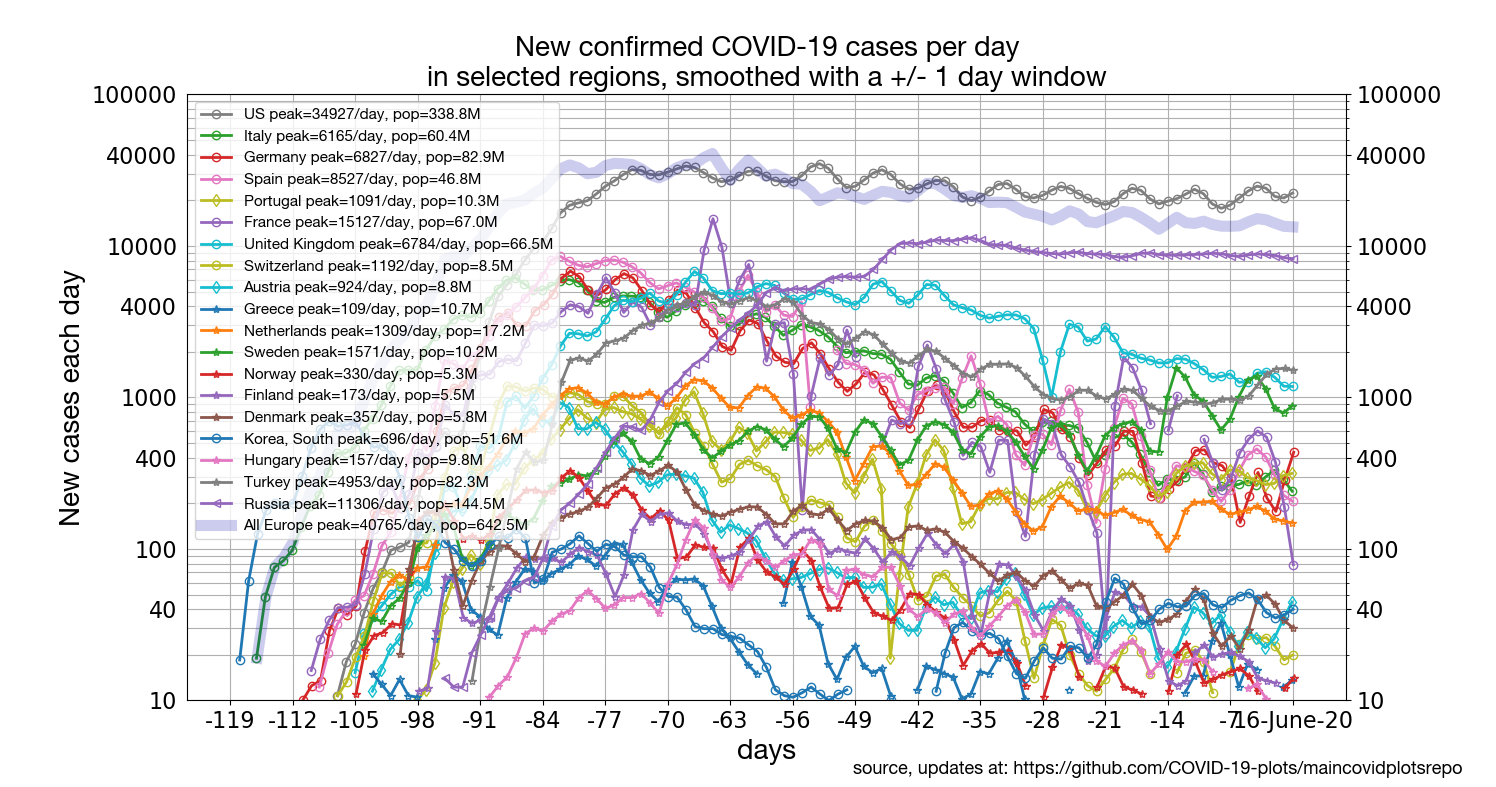 New confirmed COVID-19 cases per day
in selected regions, smoothed with a +/- 1 day window
100000
40000
10000
4000
1000
400
100
40
10
New cases each day
US peak=34927/day, pop=338.8M
Italy peak=6165/day, pop=60.4M
Germany peak=6827/day, pop=82.9M
Spain peak=8527/day, pop=46.8M
Portugal peak=1091/day, pop=10.3M
France peak=15127/day, pop=67.0M
United Kingdom peak=6784/day, pop=66.5M
Switzerland peak=1192/day, pop=8.5M
Austria peak=924/day, pop=8.8M
Greece peak=109/day, pop=10.7M
Netherlands peak=1309/day, pop=17.2M
Sweden peak=1571/day, pop=10.2M
Norway peak=330/day, pop=5.3M
Finland peak=173/day, pop=5.5M
Denmark peak=357/day, pop=5.8M
Korea, South peak=696/day, pop=51.6M
Hungary peak=157/day, pop=9.8M
Turkey peak=4953/day, pop=82.3M
Russia peak=11306/day, pop=144.5M
All Europe peak=40765/day, pop=642.5M
100000
40000
10000
4000
1000
400
100
40
10
-119 -112 -105 -98 -91 -84 -77 -70 -63 -56 -49 -42 -35 -28 -21 -14 -7 16-June-20
days
source, updates at: https://github.com/COVID-19-plots/maincovidplotsrepo